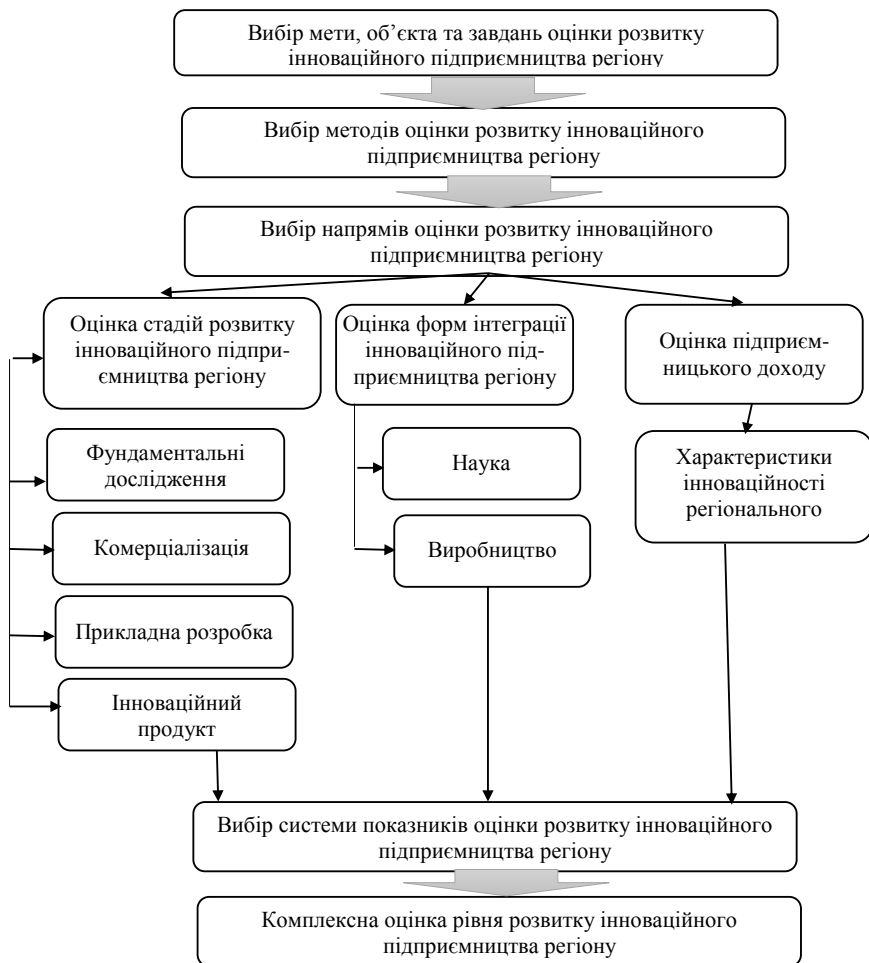 Вибір мети, об’єкта та завдань оцінки розвитку
інноваційного підприємництва регіону
Вибір методів оцінки розвитку інноваційного
підприємництва регіону
Вибір напрямів оцінки розвитку інноваційного
підприємництва регіону
Оцінка стадій розвитку
інноваційного підпри-
ємництва регіону
Оцінка форм інтеграції
інноваційного під-
приємництва регіону
Оцінка підприєм-
ницького доходу
Фундаментальні
дослідження
Наука
Характеристики
інноваційності
регіонального
Комерціалізація
Виробництво
Прикладна розробка
Інноваційний
продукт
Вибір системи показників оцінки розвитку інноваційного
підприємництва регіону
Комплексна оцінка рівня розвитку інноваційного
підприємництва регіону